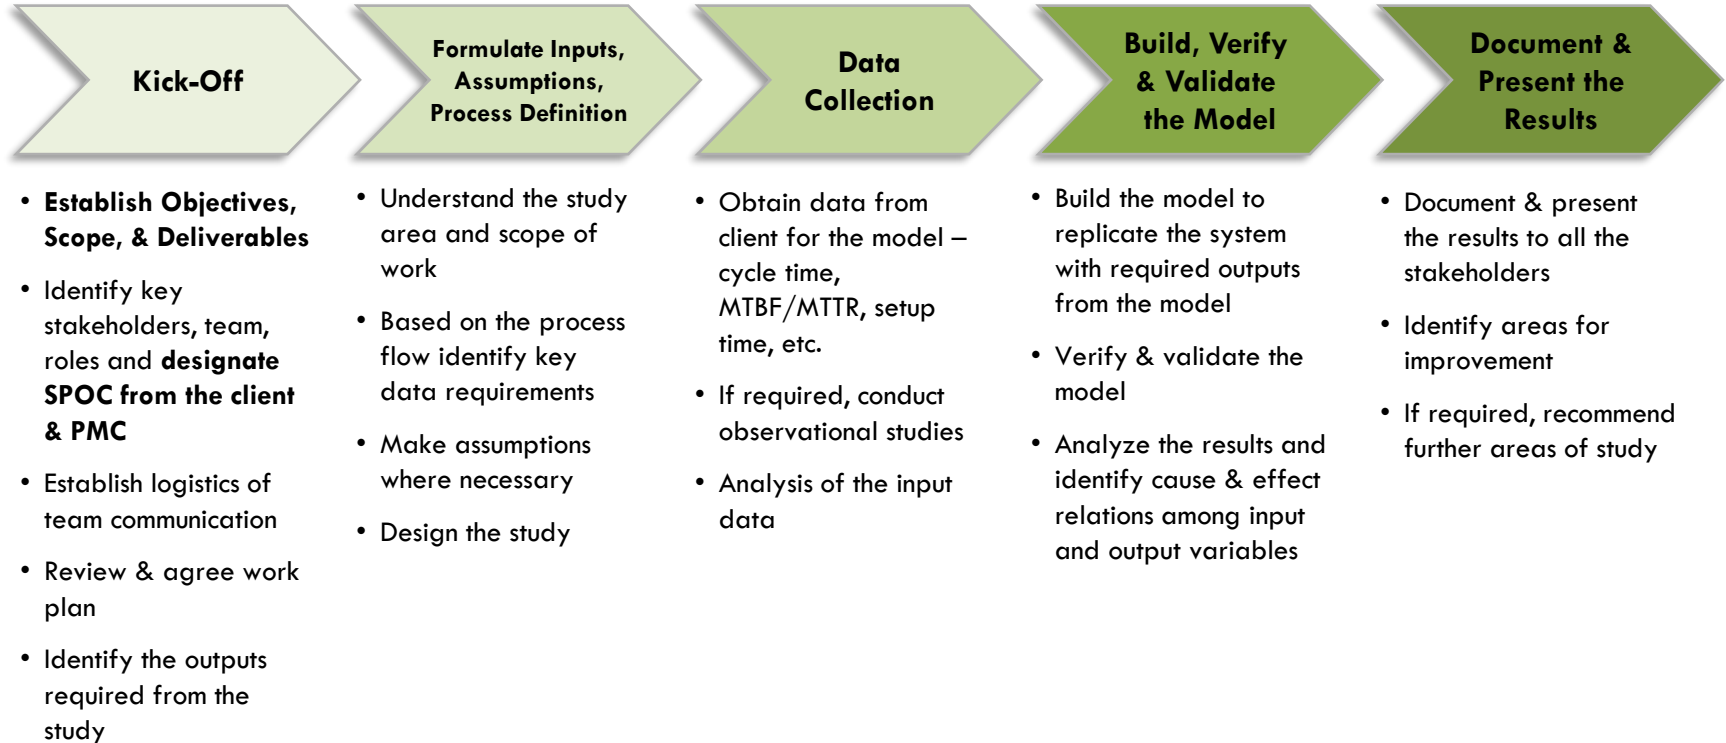 Kick-Off
Formulate Inputs,
Assumptions,
Process Definition
Data
Collection
Build, Verify
& Validate
the Model
Document &
Present the
Results
• Establish Objectives,
Scope, & Deliverables
• Identify key
stakeholders, team,
roles and designate
SPOC from the client
& PMC
• Establish logistics of
team communication
• Review & agree work
plan
• Identify the outputs
required from the
study
• Understand the study
area and scope of
work
• Based on the process
flow identify key
data requirements
• Make assumptions
where necessary
• Design the study
• Obtain data from
client for the model –
cycle time,
MTBF/MTTR, setup
time, etc.
• If required, conduct
observational studies
• Analysis of the input
data
• Build the model to
replicate the system
with required outputs
from the model
• Verify & validate the
model
• Analyze the results and
identify cause & effect
relations among input
and output variables
• Document & present
the results to all the
stakeholders
• Identify areas for
improvement
• If required, recommend
further areas of study